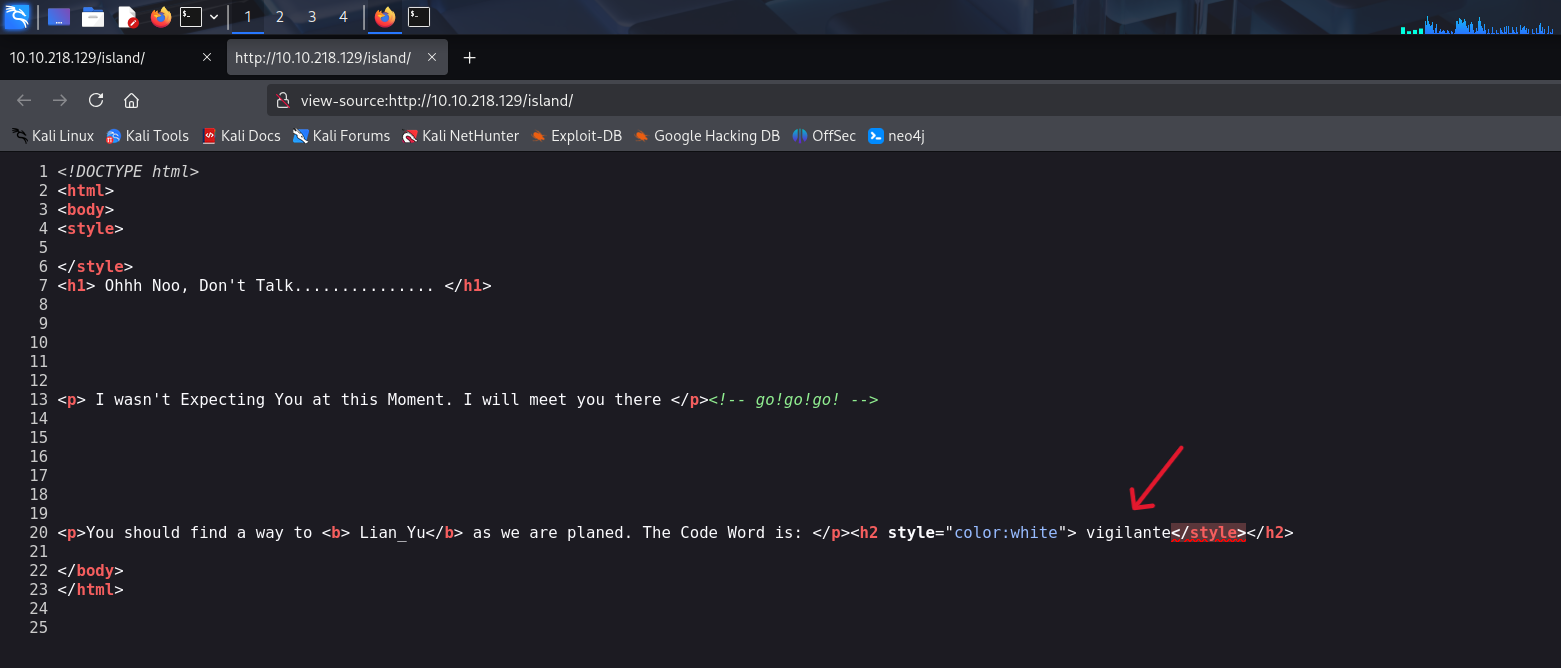 1 2 3 4
10.10.218.129/island/ http://10.10.218.129/island/
view-source:http://10.10.218.129/island/
Kali Linux Kali Tools Kali Docs Kali Forums Kali NetHunter Exploit-DB Google Hacking DB OffSec neo4j
1 <!DOCTYPE html>
2 <html>
3 <body>
4 <style>
5
6 </style>
7 <h1> Ohhh Noo, Don't Talk............... </h1>
8
9
10
11
12
13 <p> I wasn't Expecting You at this Moment. I will meet you there </p><!-- go!go!go! -->
14
15
16
17
18
19
20 <p>You should find a way to <b> Lian_Yu</b> as we are planed. The Code Word is: </p><h2 style="color:white"> vigilante</style></h2>
21
22 </body>
23 </html>
24
25